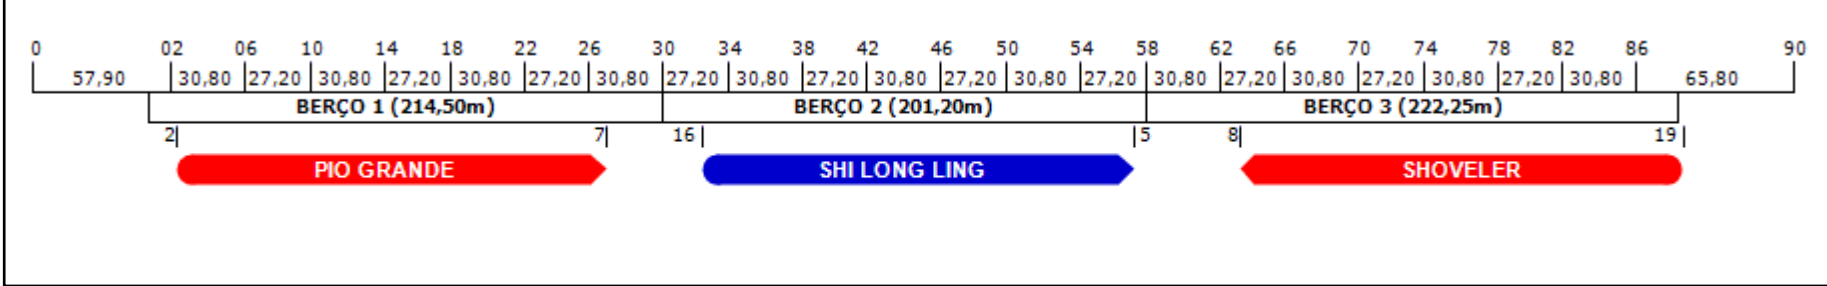 0 02 06 10 14 18 22 26 30 34 38 42 46 50 54 58 62 66 70 74 78 82 86 90
57,90 30,80 27,20 30,80 27,20 30,80 27,20 30,80 27,20 30,80 27,20 30,80 27,20 30,80 27,20 30,80 27,20 30,80 27,20 30,80 27,20 30,80 65,80
BERÇO 1 (214,50m) BERÇO 2 (201,20m) BERÇO 3 (222,25m)
2 7 16 5 8 19
PIO GRANDE SHI LONG LING SHOVELER